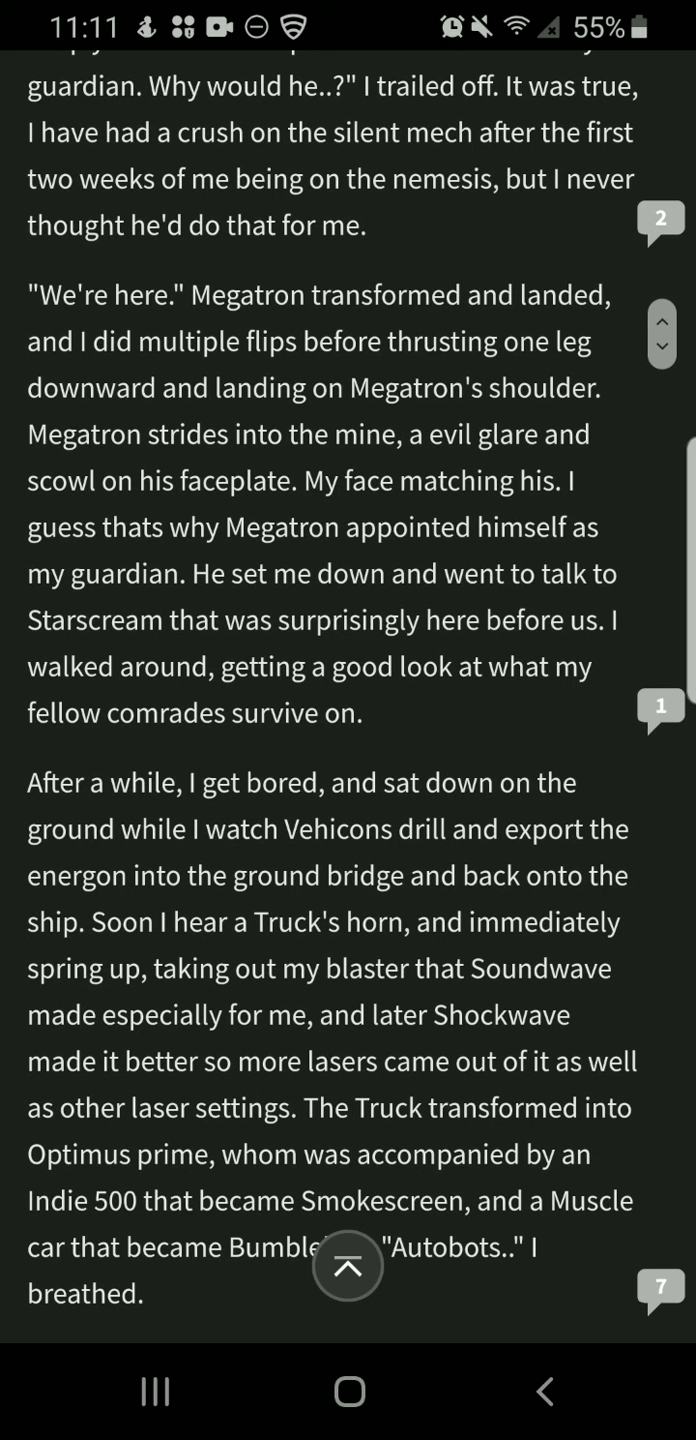 11:11
55%
guardian. Why would he..?" I trailed off. It was true,
I have had a crush on the silent mech after the first
two weeks of me being on the nemesis, but I never
thought he'd do that for me.
2
"We're here." Megatron transformed and landed,
and I did multiple flips before thrusting one leg
downward and landing on Megatron's shoulder.
Megatron strides into the mine, a evil glare and
scowl on his faceplate. My face matching his. I
guess thats why Megatron appointed himself as
my guardian. He set me down and went to talk to
Starscream that was surprisingly here before us. I
walked around, getting a good look at what my
fellow comrades survive on.
1
After a while, I get bored, and sat down on the
ground while I watch Vehicons drill and export the
energon into the ground bridge and back onto the
ship. Soon I hear a Truck's horn, and immediately
spring up, taking out my blaster that Soundwave
made especially for me, and later Shockwave
made it better so more lasers came out of it as well
as other laser settings. The Truck transformed into
Optimus prime, whom was accompanied by an
Indie 500 that became Smokescreen, and a Muscle
car that became "Autobots.." I
breathed.
7